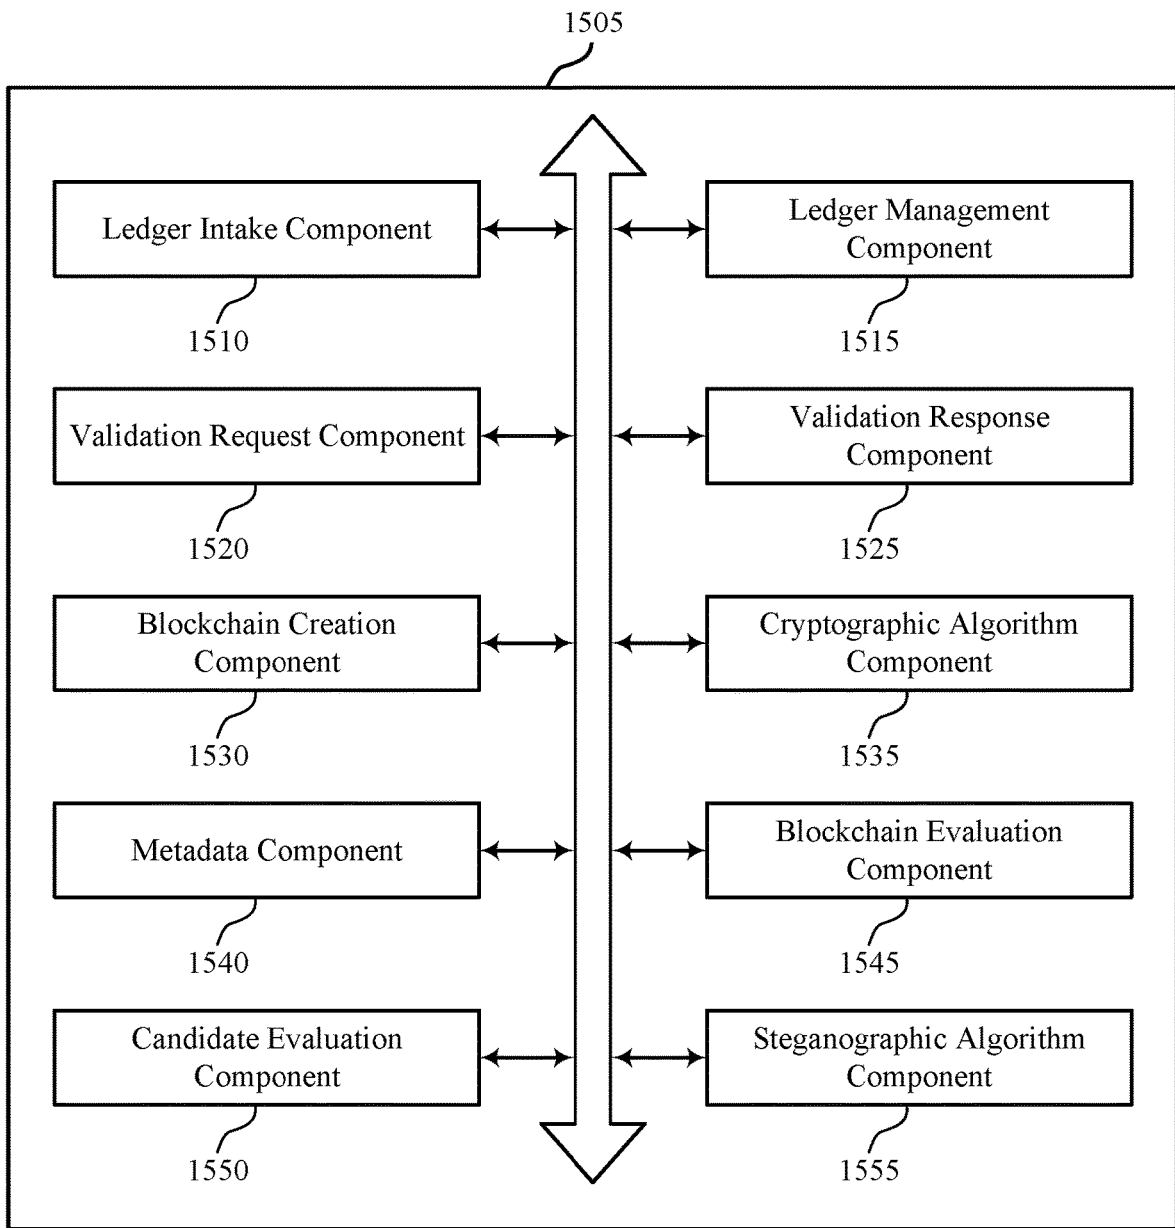 1505
Ledger Intake Component
1510
Ledger Management
Component
1515
Validation Request Component
1520
Validation Response
Component
1525
Blockchain Creation
Component
1530
Cryptographic Algorithm
Component
1535
Metadata Component
1540
Blockchain Evaluation
Component
1545
Candidate Evaluation
Component
1550
Steganographic Algorithm
Component
1555